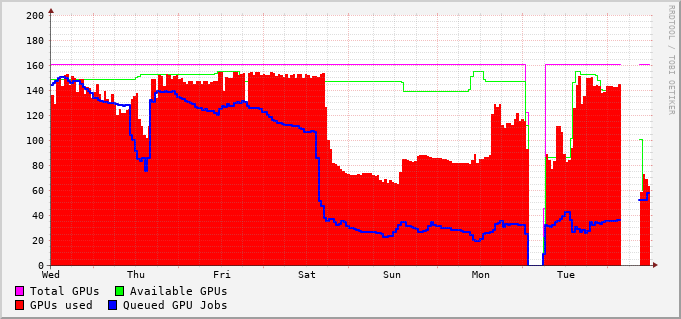 200
180
160
140
120
100
80
60
40
20
0
Wed Thu Fri Sat Sun Mon Tue
Total GPUs Available GPUs
GPUs used Queued GPU Jobs
RRDTOOL / TOBI OETIKER